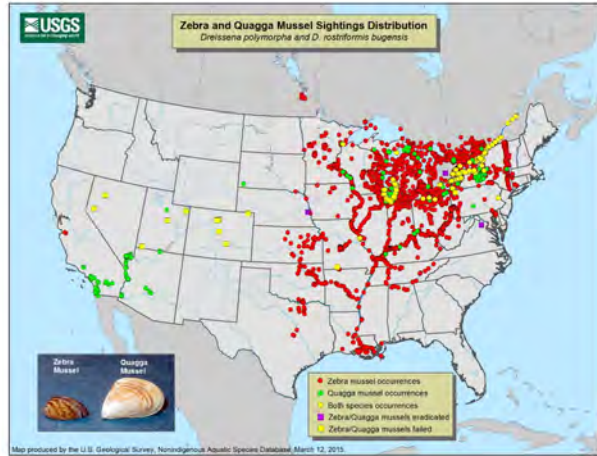 USGS
Zebra and Quagga Mussel Sightings Distribution
Dreissena polymorpha and D. rostriformis bugensis
Zebra
Mussel
Quagga
Mussel
Zebra mussel occurrences
Quagga mussel occurrences
Both species occurrences
Zebra/Quagga mussels eradicated
Zebra/Quagga mussels failed
Map produced by the U.S. Geological Survey, Nonindigenous Aquatic Species Database, March 12, 2015.